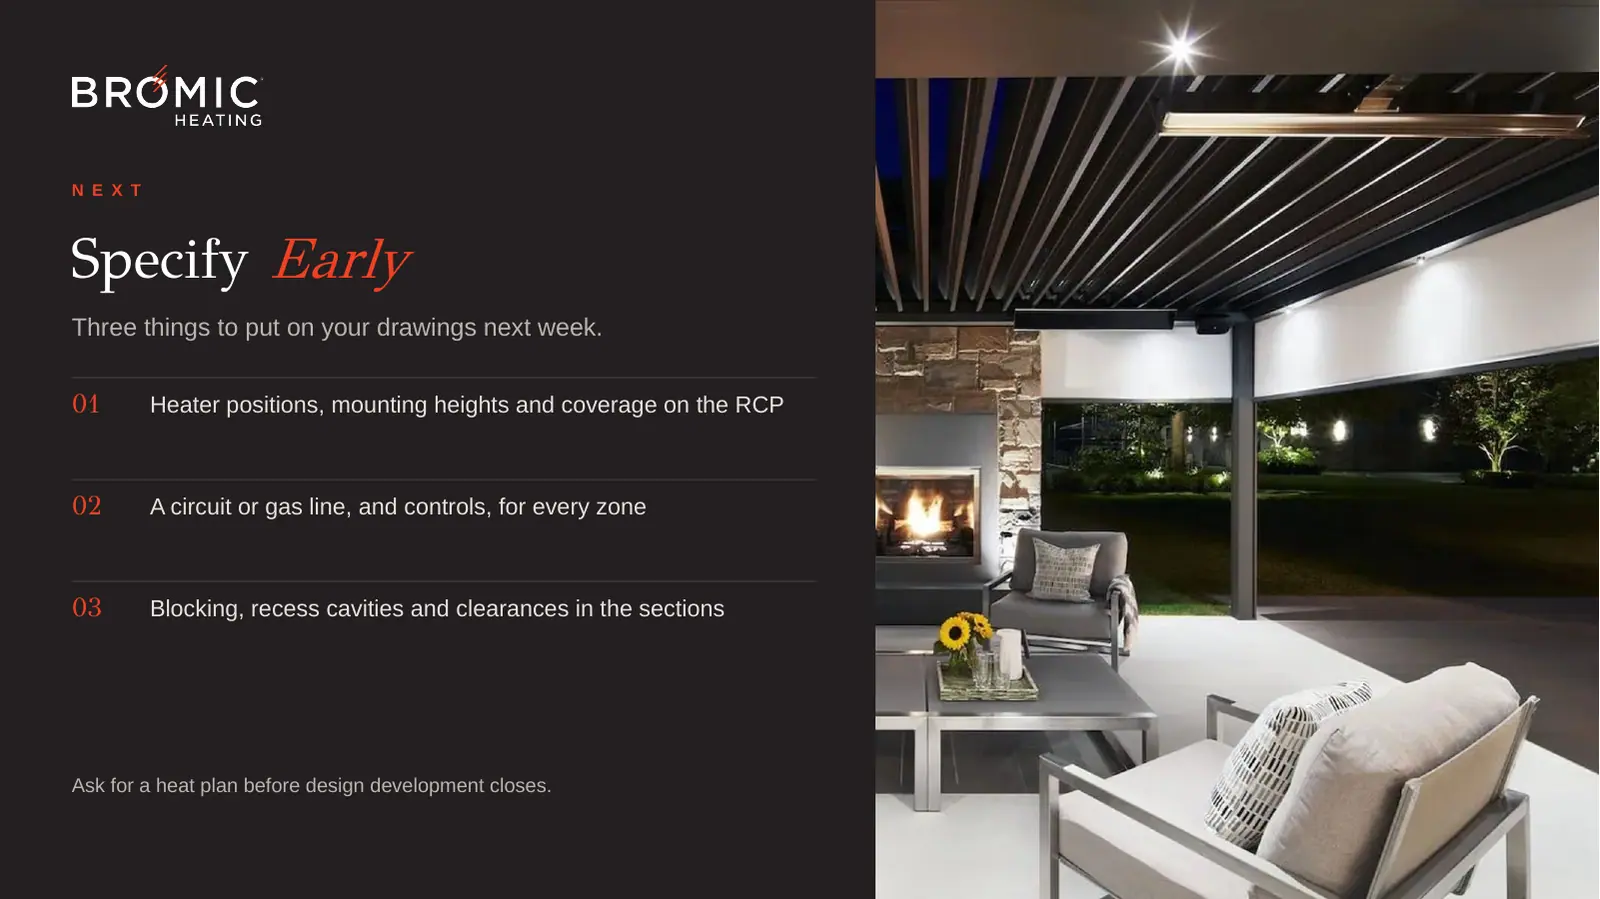 BROMIC
HEATING
NEXT
Specify Early
Three things to put on your drawings next week.
01 Heater positions, mounting heights and coverage on the RCP
02 A circuit or gas line, and controls, for every zone
03 Blocking, recess cavities and clearances in the sections
Ask for a heat plan before design development closes.